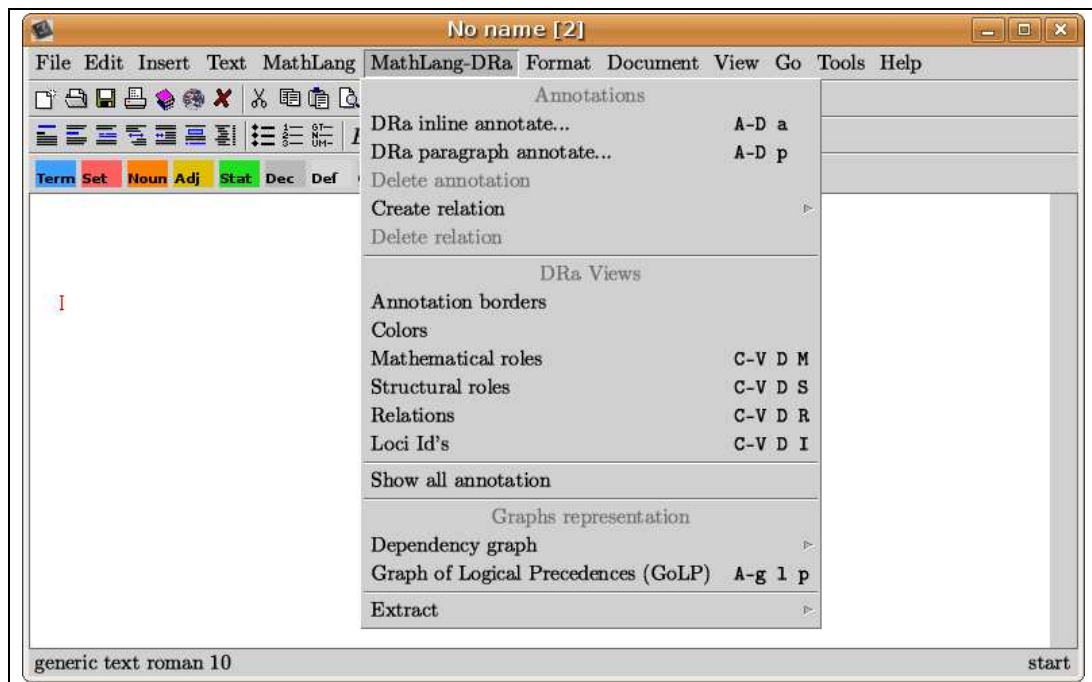 No name [2]
File Edit Insert Text MathLang MathLang-DRa Format Document View Go Tools Help
Annotations
DRa inline annotate... A-D a
DRa paragraph annotate... A-D p
Term Set Noun Adj Stat Dec Def
Delete annotation
Create relation
Delete relation
DRa Views
Annotation borders
Colors
Mathematical roles C-V D M
Structural roles C-V D S
Relations C-V D R
Loci Id's C-V D I
Show all annotation
Graphs representation
Dependency graph
Graph of Logical Precedences (GoLP) A-g l p
Extract
generic text roman 10 start